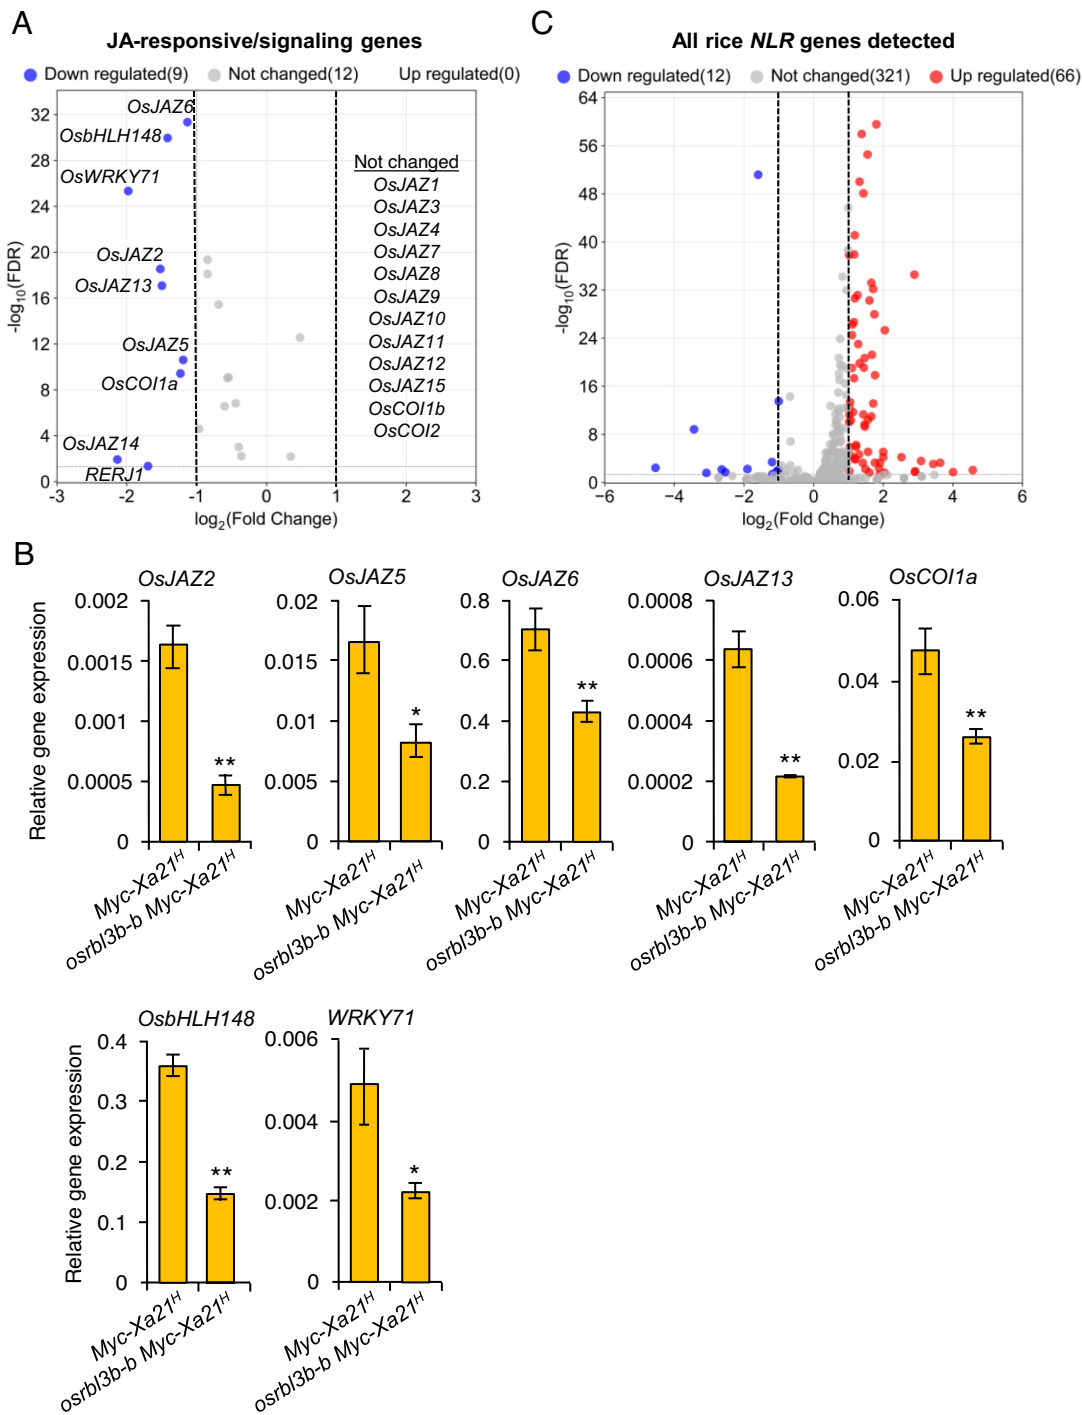 A
JA-responsive/signaling genes
Down regulated(9) Not changed(12) Up regulated(0)
-log10(FDR)
32
28
24
20
16
12
8
4
0
OsJAZ6
OsbHLH148
OsWRKY71
OsJAZ2
OsJAZ13
OsJAZ5
OsCOI1a
OsJAZ14
RERJ1
Not changed
OsJAZ1
OsJAZ3
OsJAZ4
OsJAZ7
OsJAZ8
OsJAZ9
OsJAZ10
OsJAZ11
OsJAZ12
OsJAZ15
OsCOI1b
OsCOI2
-3 -2 -1 0 1 2 3
log2(Fold Change)
C
All rice NLR genes detected
Down regulated(12) Not changed(321) Up regulated(66)
-log10(FDR)
64
56
48
40
32
24
16
8
0
−6 −4 −2 0 2 4 6
log2(Fold Change)
B
Relative gene expression
OsJAZ2
0.002
0.0015
0.001
0.0005
0
**
Myc-Xa21H
osrbl3b-b Myc-Xa21H
OsJAZ5
0.02
0.015
0.01
0.005
0
*
Myc-Xa21H
osrbl3b-b Myc-Xa21H
OsJAZ6
0.8
0.6
0.4
0.2
0
**
Myc-Xa21H
osrbl3b-b Myc-Xa21H
OsJAZ13
0.0008
0.0006
0.0004
0.0002
0
**
Myc-Xa21H
osrbl3b-b Myc-Xa21H
OsCOI1a
0.06
0.04
0.02
0
**
Myc-Xa21H
osrbl3b-b Myc-Xa21H
Relative gene expression
OsbHLH148
0.4
0.3
0.2
0.1
0
**
Myc-Xa21H
osrbl3b-b Myc-Xa21H
WRKY71
0.006
0.004
0.002
0
*
Myc-Xa21H
osrbl3b-b Myc-Xa21H